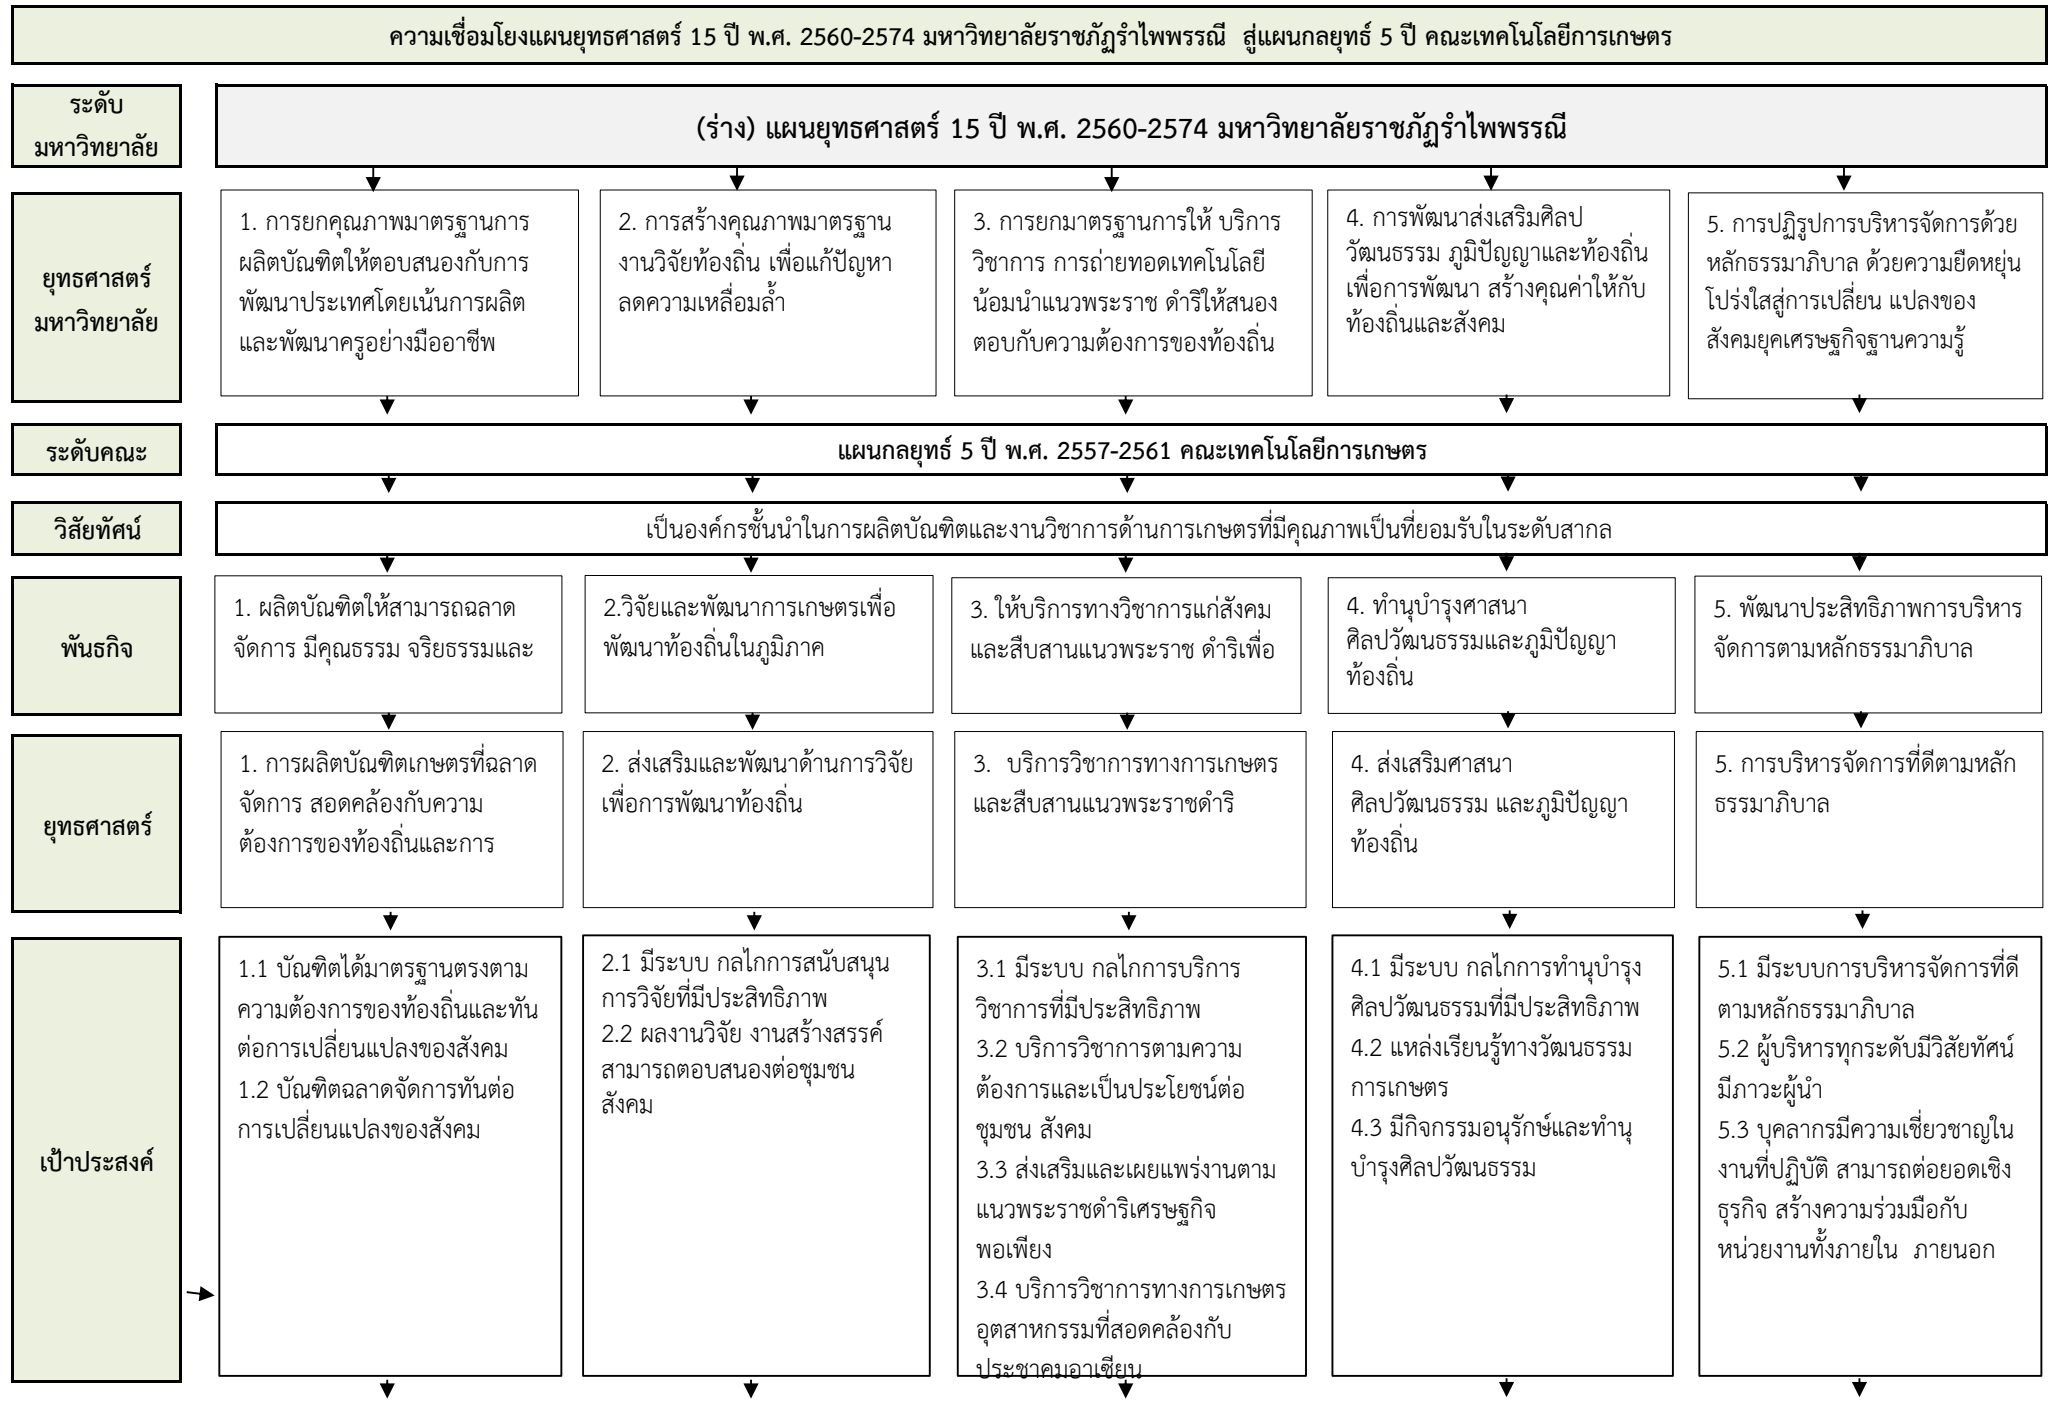 ความเชื่อมโยงแผนยุทธศาสตร์ 15 ปี พ.ศ. 2560-2574 มหาวิทยาลัยราชภัฏรำไพพรรณี สู่แผนกลยุทธ์ 5 ปี คณะเทคโนโลยีการเกษตร
ระดับ
มหาวิทยาลัย
(ร่าง) แผนยุทธศาสตร์ 15 ปี พ.ศ. 2560-2574 มหาวิทยาลัยราชภัฏรำไพพรรณี
ยุทธศาสตร์
มหาวิทยาลัย
1. การยกคุณภาพมาตรฐานการ
ผลิตบัณฑิตให้ตอบสนองกับการ
พัฒนาประเทศโดยเน้นการผลิต
และพัฒนาครูอย่างมืออาชีพ
2. การสร้างคุณภาพมาตรฐาน
งานวิจัยท้องถิ่น เพื่อแก้ปัญหา
ลดความเหลื่อมล้ำ
3. การยกมาตรฐานการให้ บริการ
วิชาการ การถ่ายทอดเทคโนโลยี
น้อมนำแนวพระราช ดำริให้สนอง
ตอบกับความต้องการของท้องถิ่น
4. การพัฒนาส่งเสริมศิลป
วัฒนธรรม ภูมิปัญญาและท้องถิ่น
เพื่อการพัฒนา สร้างคุณค่าให้กับ
ท้องถิ่นและสังคม
5. การปฏิรูปการบริหารจัดการด้วย
หลักธรรมาภิบาล ด้วยความยืดหยุ่น
โปร่งใสสู่การเปลี่ยน แปลงของ
สังคมยุคเศรษฐกิจฐานความรู้
ระดับคณะ
แผนกลยุทธ์ 5 ปี พ.ศ. 2557-2561 คณะเทคโนโลยีการเกษตร
วิสัยทัศน์
เป็นองค์กรชั้นนำในการผลิตบัณฑิตและงานวิชาการด้านการเกษตรที่มีคุณภาพเป็นที่ยอมรับในระดับสากล
พันธกิจ
1. ผลิตบัณฑิตให้สามารถฉลาด
จัดการ มีคุณธรรม จริยธรรมและ
2.วิจัยและพัฒนาการเกษตรเพื่อ
พัฒนาท้องถิ่นในภูมิภาค
3. ให้บริการทางวิชาการแก่สังคม
และสืบสานแนวพระราช ดำริเพื่อ
4. ทำนุบำรุงศาสนา
ศิลปวัฒนธรรมและภูมิปัญญา
ท้องถิ่น
5. พัฒนาประสิทธิภาพการบริหาร
จัดการตามหลักธรรมาภิบาล
ยุทธศาสตร์
1. การผลิตบัณฑิตเกษตรที่ฉลาด
จัดการ สอดคล้องกับความ
ต้องการของท้องถิ่นและการ
2. ส่งเสริมและพัฒนาด้านการวิจัย
เพื่อการพัฒนาท้องถิ่น
3. บริการวิชาการทางการเกษตร
และสืบสานแนวพระราชดำริ
4. ส่งเสริมศาสนา
ศิลปวัฒนธรรม และภูมิปัญญา
ท้องถิ่น
5. การบริหารจัดการที่ดีตามหลัก
ธรรมาภิบาล
เป้าประสงค์
1.1 บัณฑิตได้มาตรฐานตรงตาม
ความต้องการของท้องถิ่นและทัน
ต่อการเปลี่ยนแปลงของสังคม
1.2 บัณฑิตฉลาดจัดการทันต่อ
การเปลี่ยนแปลงของสังคม
2.1 มีระบบ กลไกการสนับสนุน
การวิจัยที่มีประสิทธิภาพ
2.2 ผลงานวิจัย งานสร้างสรรค์
สามารถตอบสนองต่อชุมชน
สังคม
3.1 มีระบบ กลไกการบริการ
วิชาการที่มีประสิทธิภาพ
3.2 บริการวิชาการตามความ
ต้องการและเป็นประโยชน์ต่อ
ชุมชน สังคม
3.3 ส่งเสริมและเผยแพร่งานตาม
แนวพระราชดำริเศรษฐกิจ
พอเพียง
3.4 บริการวิชาการทางการเกษตร
อุตสาหกรรมที่สอดคล้องกับ
ประชาคมอาเซียน
4.1 มีระบบ กลไกการทำนุบำรุง
ศิลปวัฒนธรรมที่มีประสิทธิภาพ
4.2 แหล่งเรียนรู้ทางวัฒนธรรม
การเกษตร
4.3 มีกิจกรรมอนุรักษ์และทำนุ
บำรุงศิลปวัฒนธรรม
5.1 มีระบบการบริหารจัดการที่ดี
ตามหลักธรรมาภิบาล
5.2 ผู้บริหารทุกระดับมีวิสัยทัศน์
มีภาวะผู้นำ
5.3 บุคลากรมีความเชี่ยวชาญใน
งานที่ปฏิบัติ สามารถต่อยอดเชิง
ธุรกิจ สร้างความร่วมมือกับ
หน่วยงานทั้งภายใน ภายนอก